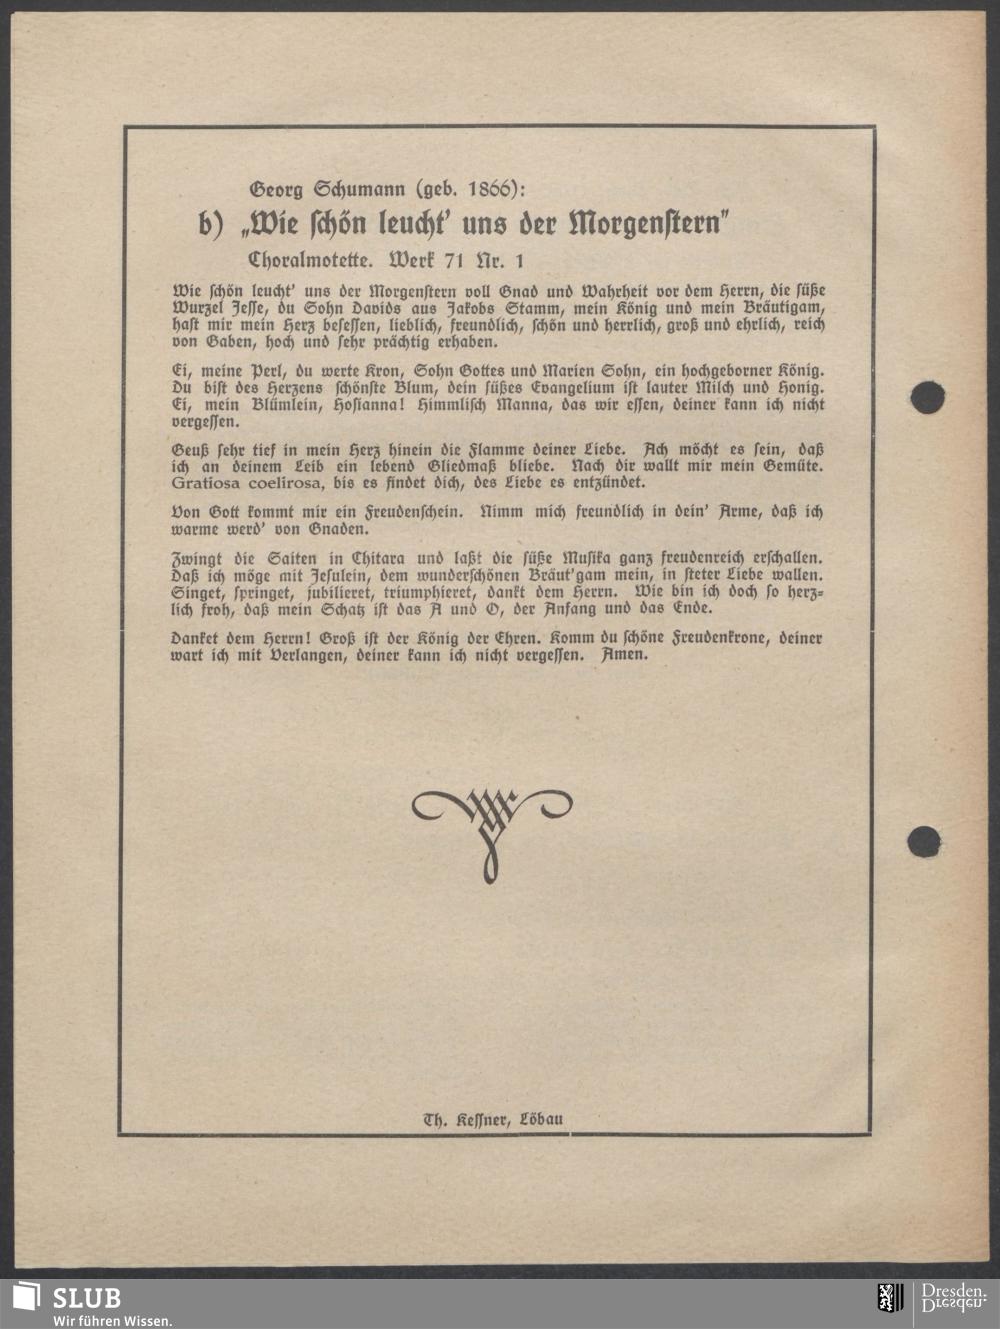 Georg Schumann (geb. 1866):
b) „Wie schön leucht' uns der Morgenstern"
Choralmotette. Werk 71 Nr. 1
Wie schön leucht' uns der Morgenstern voll Gnad und Wahrheit vor dem Herrn, die süße
Wurzel Jesse, du Sohn Davids aus Jakobs Stamm, mein König und mein Bräutigam,
hast mir mein Herz besessen, lieblich, freundlich, schön und herrlich, groß und ehrlich, reich
von Gaben, hoch und sehr prächtig erhaben.
Ei, meine Perl, du werte Kron, Sohn Gottes und Marien Sohn, ein hochgeborner König.
Du bist des Herzens schönste Blum, dein süßes Evangelium ist lauter Milch und Honig.
Ei, mein Blümlein, Hosianna! Himmlisch Manna, das wir essen, deiner kann ich nicht
vergessen.
Geuß sehr tief in mein Herz hinein die Flamme deiner Liebe. Ach möcht es sein, daß
ich an deinem Leib ein lebend Gliedmaß bliebe. Nach dir wallt mir mein Gemüte.
Gratiosa coelirosa, bis es findet dich, des Liebe es entzündet.
Von Gott kommt mir ein Freudenschein. Nimm mich freundlich in dein' Arme, daß ich
warme werd' von Gnaden.
Zwingt die Saiten in Chitara und laßt die süße Musika ganz freudenreich erschallen.
Daß ich möge mit Jesulein, dem wunderschönen Bräut'gam mein, in steter Liebe wallen.
Singet, springet, jubilieret, triumphieret, dankt dem Herrn. Wie bin ich doch so herz-
lich froh, daß mein Schatz ist das A und O, der Anfang und das Ende.
Danket dem Herrn! Groß ist der König der Ehren. Komm du schöne Freudenkrone, deiner
wart ich mit Verlangen, deiner kann ich nicht vergessen. Amen.
Th. Kessner, Löbau
SLUB
Wir führen Wissen.
Dresden.
Dresden.